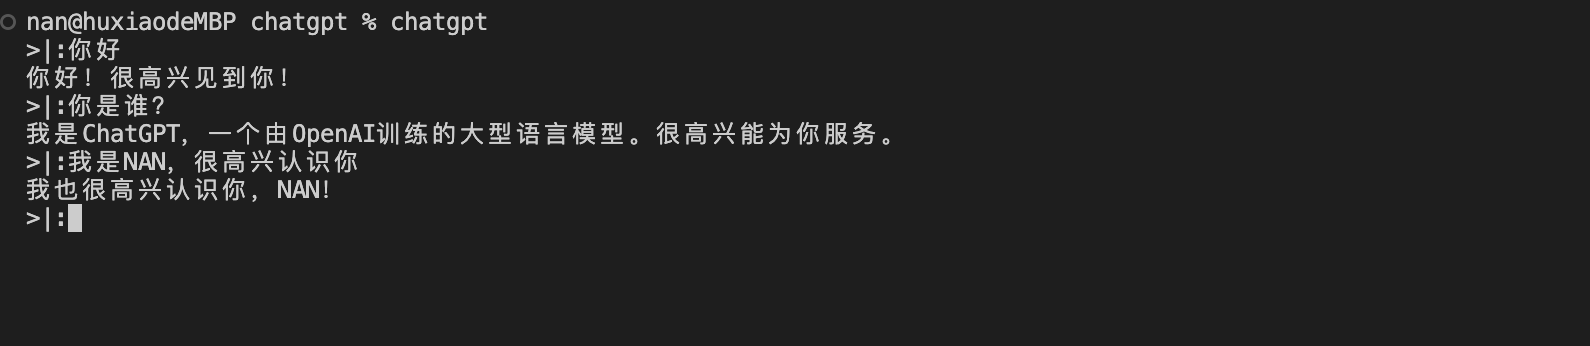 nan@huxiaodeMBP chatgpt % chatgpt
>|:你好
你好！很高兴见到你！
>|:你是谁？
我是ChatGPT，一个由OpenAI训练的大型语言模型。很高兴能为你服务。
>|:我是NAN，很高兴认识你
我也很高兴认识你，NAN!
>|: